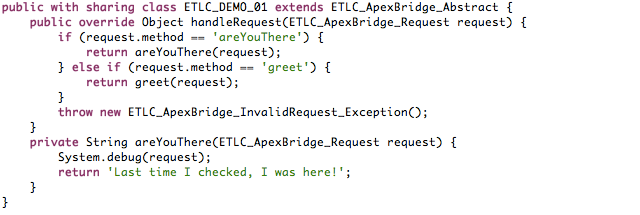 public with sharing class ETLC_DEMO_01 extends ETLC_ApexBridge_Abstract {
    public override Object handleRequest(ETLC_ApexBridge_Request request) {
        if (request.method == 'areYouThere') {
            return areYouThere(request);
        } else if (request.method == 'greet') {
            return greet(request);
        }
        throw new ETLC_ApexBridge_InvalidRequest_Exception();
    }
    private String areYouThere(ETLC_ApexBridge_Request request) {
        System.debug(request);
        return 'Last time I checked, I was here!';
    }
}